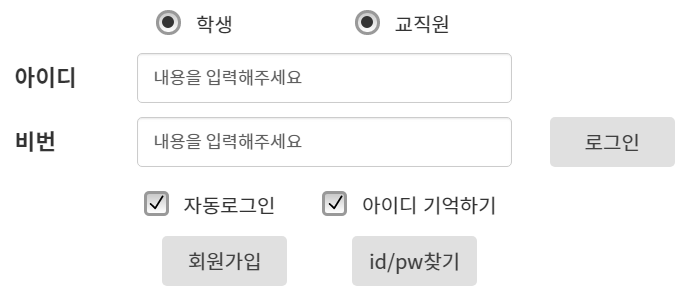 학생 교직원
아이디 내용을 입력해주세요
비번 내용을 입력해주세요 로그인
자동로그인 아이디 기억하기
회원가입 id/pw찾기